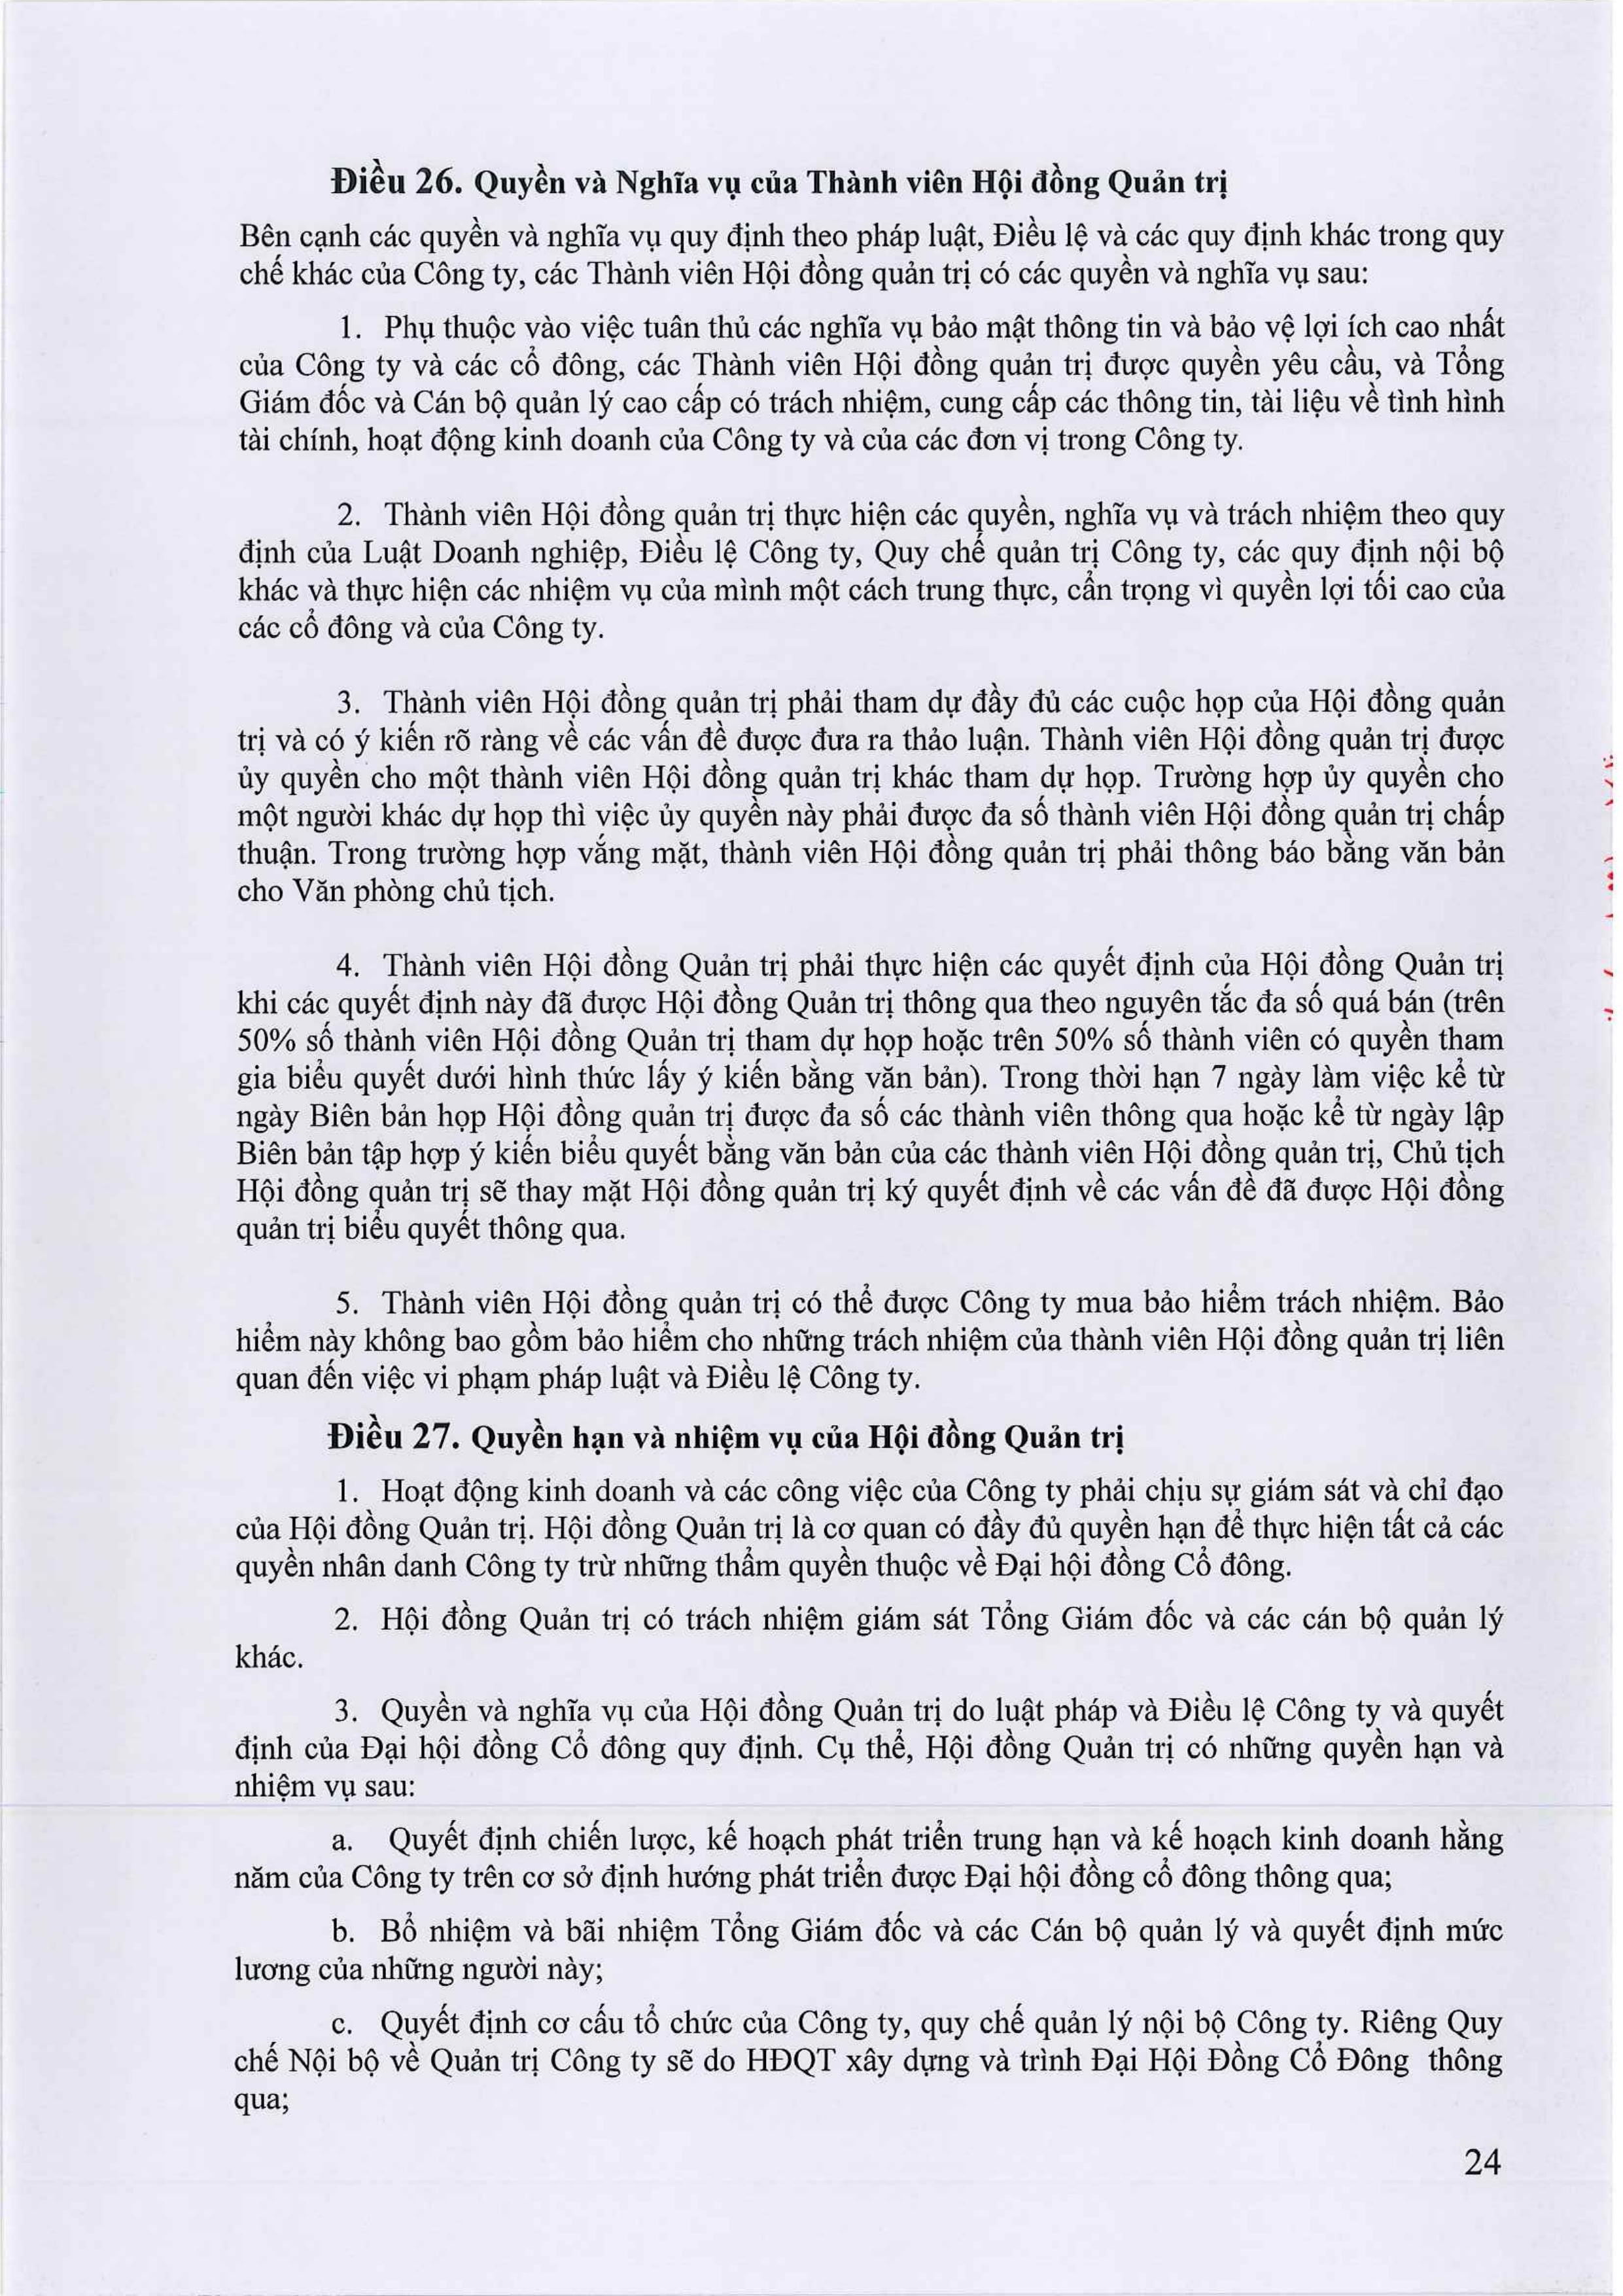 Điều 26. Quyền và Nghĩa vụ của Thành viên Hội đồng Quản trị
Bên cạnh các quyền và nghĩa vụ quy định theo pháp luật, Điều lệ và các quy định khác trong quy
chế khác của Công ty, các Thành viên Hội đồng quản trị có các quyền và nghĩa vụ sau:
1. Phụ thuộc vào việc tuân thủ các nghĩa vụ bảo mật thông tin và bảo vệ lợi ích cao nhất
của Công ty và các cổ đông, các Thành viên Hội đồng quản trị được quyền yêu cầu, và Tổng
Giám đốc và Cán bộ quản lý cao cấp có trách nhiệm, cung cấp các thông tin, tài liệu về tình hình
tài chính, hoạt động kinh doanh của Công ty và của các đơn vị trong Công ty.
2. Thành viên Hội đồng quản trị thực hiện các quyền, nghĩa vụ và trách nhiệm theo quy
định của Luật Doanh nghiệp, Điều lệ Công ty, Quy chế quản trị Công ty, các quy định nội bộ
khác và thực hiện các nhiệm vụ của mình một cách trung thực, cẩn trọng vì quyền lợi tối cao của
các cổ đông và của Công ty.
3. Thành viên Hội đồng quản trị phải tham dự đầy đủ các cuộc họp của Hội đồng quản
trị và có ý kiến rõ ràng về các vấn đề được đưa ra thảo luận. Thành viên Hội đồng quản trị được
ủy quyền cho một thành viên Hội đồng quản trị khác tham dự họp. Trường hợp ủy quyền cho
một người khác dự họp thì việc ủy quyền này phải được đa số thành viên Hội đồng quản trị chấp
thuận. Trong trường hợp vắng mặt, thành viên Hội đồng quản trị phải thông báo bằng văn bản
cho Văn phòng chủ tịch.
4. Thành viên Hội đồng Quản trị phải thực hiện các quyết định của Hội đồng Quản trị
khi các quyết định này đã được Hội đồng Quản trị thông qua theo nguyên tắc đa số quá bán (trên
50% số thành viên Hội đồng Quản trị tham dự họp hoặc trên 50% số thành viên có quyền tham
gia biểu quyết dưới hình thức lấy ý kiến bằng văn bản). Trong thời hạn 7 ngày làm việc kể từ
ngày Biên bản họp Hội đồng quản trị được đa số các thành viên thông qua hoặc kể từ ngày lập
Biên bản tập hợp ý kiến biểu quyết bằng văn bản của các thành viên Hội đồng quản trị, Chủ tịch
Hội đồng quản trị sẽ thay mặt Hội đồng quản trị ký quyết định về các vấn đề đã được Hội đồng
quản trị biểu quyết thông qua.
5. Thành viên Hội đồng quản trị có thể được Công ty mua bảo hiểm trách nhiệm. Bảo
hiểm này không bao gồm bảo hiểm cho những trách nhiệm của thành viên Hội đồng quản trị liên
quan đến việc vi phạm pháp luật và Điều lệ Công ty.
Điều 27. Quyền hạn và nhiệm vụ của Hội đồng Quản trị
1. Hoạt động kinh doanh và các công việc của Công ty phải chịu sự giám sát và chỉ đạo
của Hội đồng Quản trị. Hội đồng Quản trị là cơ quan có đầy đủ quyền hạn để thực hiện tất cả các
quyền nhân danh Công ty trừ những thẩm quyền thuộc về Đại hội đồng Cổ đông.
2. Hội đồng Quản trị có trách nhiệm giám sát Tổng Giám đốc và các cán bộ quản lý
khác.
3. Quyền và nghĩa vụ của Hội đồng Quản trị do luật pháp và Điều lệ Công ty và quyết
định của Đại hội đồng Cổ đông quy định. Cụ thể, Hội đồng Quản trị có những quyền hạn và
nhiệm vụ sau:
a. Quyết định chiến lược, kế hoạch phát triển trung hạn và kế hoạch kinh doanh hằng
năm của Công ty trên cơ sở định hướng phát triển được Đại hội đồng cổ đông thông qua;
b. Bổ nhiệm và bãi nhiệm Tổng Giám đốc và các Cán bộ quản lý và quyết định mức
lương của những người này;
c. Quyết định cơ cấu tổ chức của Công ty, quy chế quản lý nội bộ Công ty. Riêng Quy
chế Nội bộ về Quản trị Công ty sẽ do HĐQT xây dựng và trình Đại Hội Đồng Cổ Đông thông
qua;
24